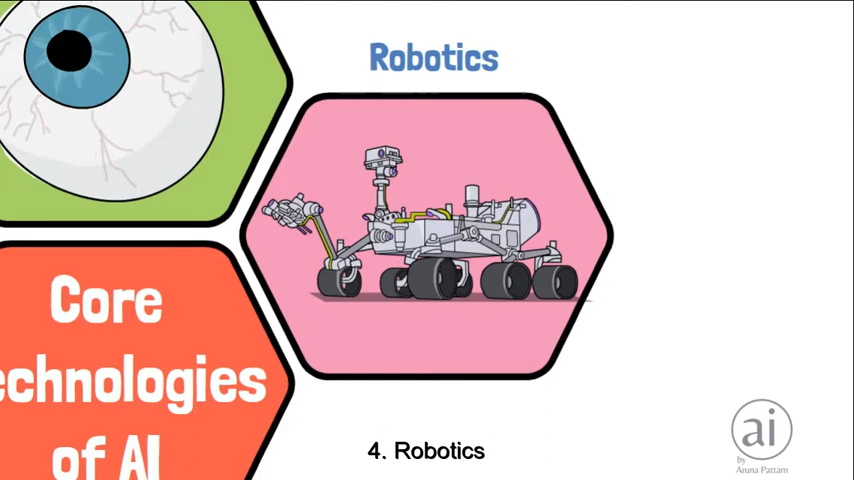 Robotics
Core
echnologies
of AI
4. Robotics
ai
by
Aruna Pattam